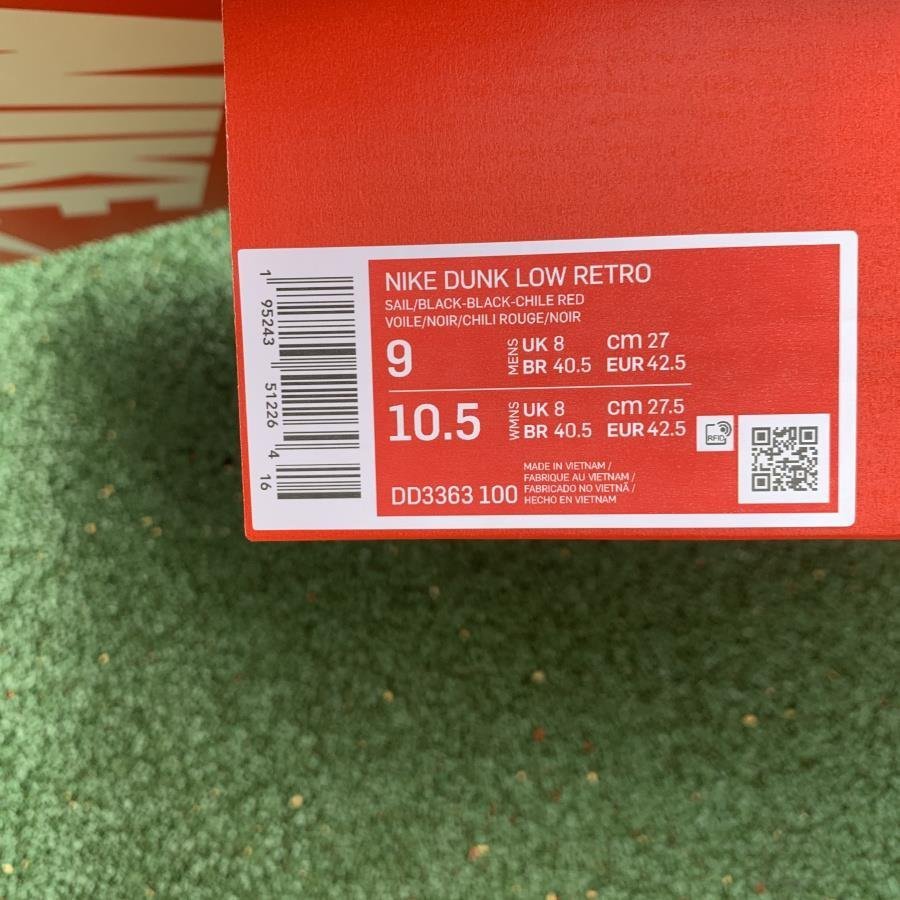 NIKE
NIKE DUNK LOW RETRO
SAIL/BLACK-BLACK-CHILE RED
VOILE/NOIR/CHILI ROUGE/NOIR
9 MENS UK 8 cm 27
BR 40.5 EUR 42.5
10.5 WMNS UK 8 cm 27.5
BR 40.5 EUR 42.5
RFID
DD3363 100
MADE IN VIETNAM /
FABRIQUE AU VIETNAM /
FABRICADO NO VIETNÃ /
HECHO EN VIETNAM
1 95243 51226 4 16